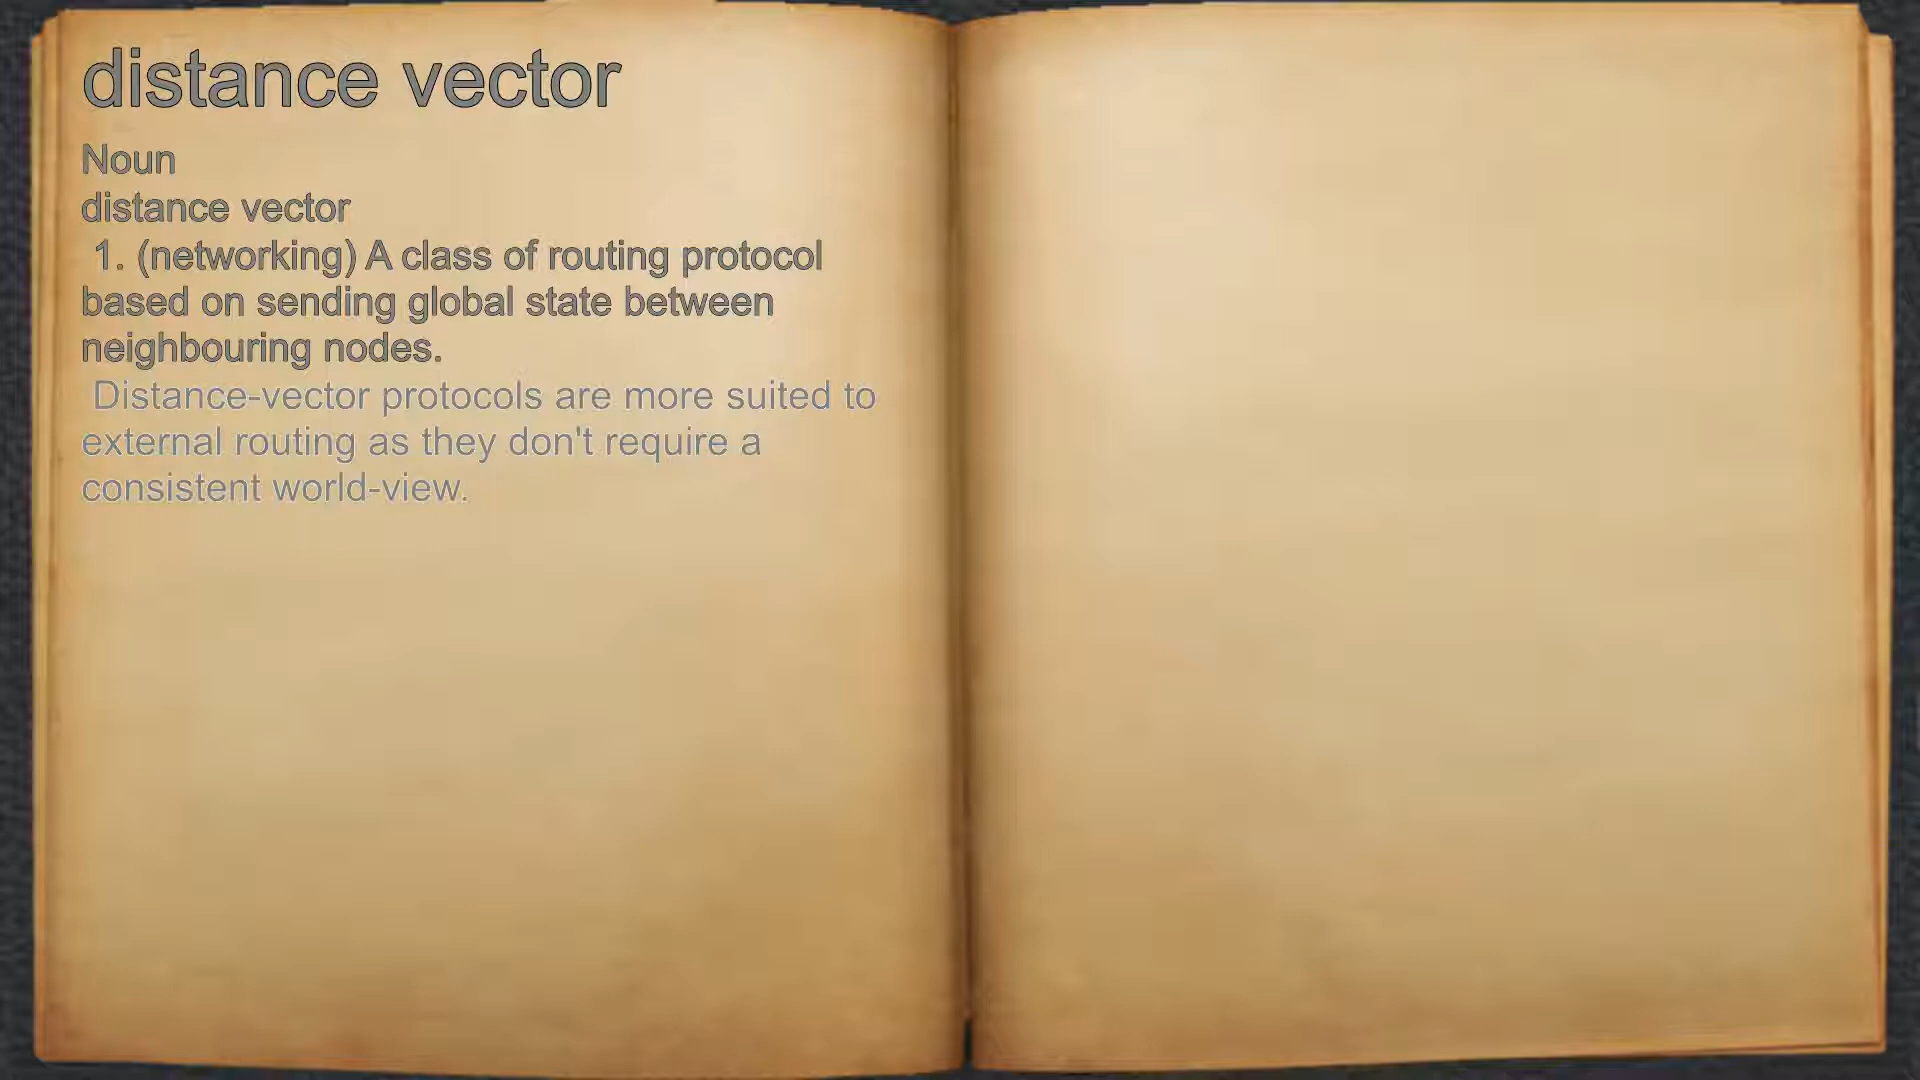 distance vector
Noun
distance vector
1. (networking) A class of routing protocol
based on sending global state between
neighbouring nodes.
Distance-vector protocols are more suited to
external routing as they don't require a
consistent world-view.